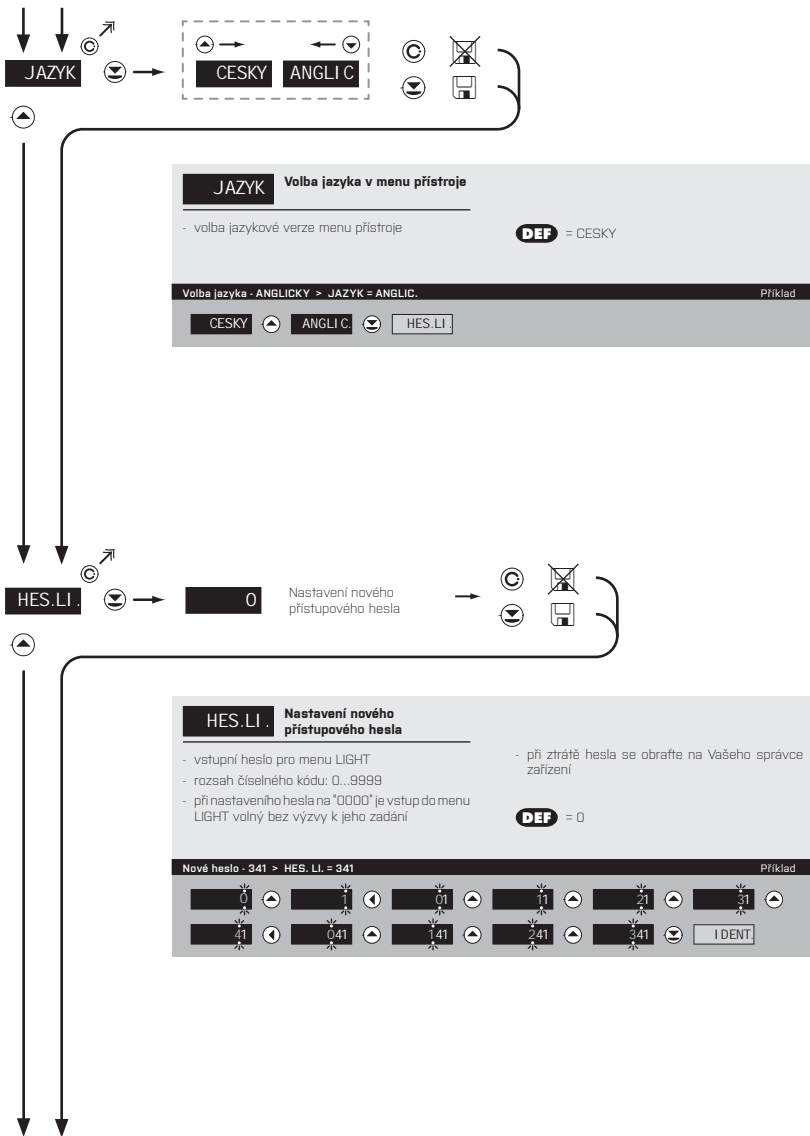 JAZYK
CESKY ANGLIC
JAZYK Volba jazyka v menu přístroje
- volba jazykové verze menu přístroje
DEF = CESKY
Volba jazyka - ANGLICKY > JAZYK = ANGLIC. Příklad
CESKY ANGLIC. HES.LI.
HES.LI. 0 Nastavení nového
přístupového hesla
HES.LI. Nastavení nového
přístupového hesla
- vstupní heslo pro menu LIGHT
- rozsah číselného kódu: 0...9999
- při nastaveního hesla na "0000" je vstup do menu
LIGHT volný bez výzvy k jeho zadání
- při ztrátě hesla se obraťte na Vašeho správce
zařízení
DEF = 0
Nové heslo - 341 > HES. LI. = 341 Příklad
0 1 01 11 21 31
41 041 141 241 341 IDENT.